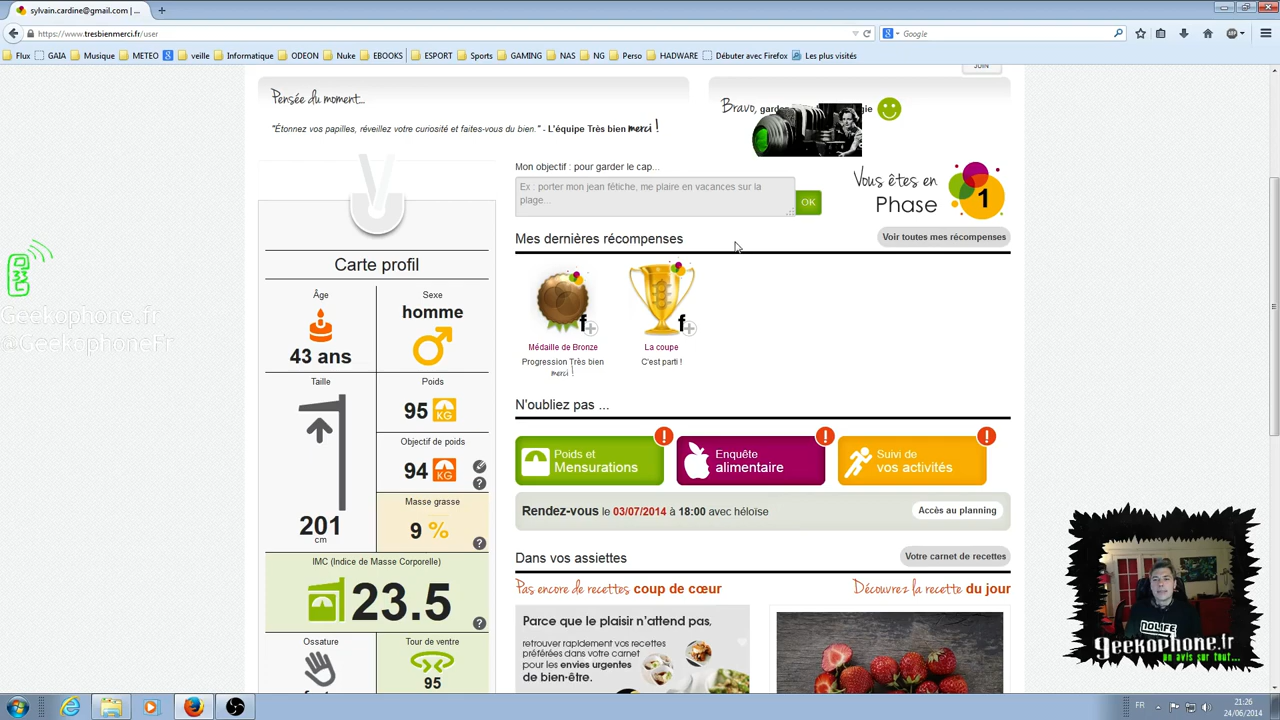 sylvain.cardine@gmail.com | ...
https://www.tresbienmerci.fr/user
Google
Flux GAIA Musique METEO veille Informatique ODEON Nuke EBOOKS ESPORT Sports GAMING NAS NG Perso HADWARE Débuter avec Firefox Les plus visités
JOIN
Pensée du moment...
Bravo,
"Étonnez vos papilles, réveillez votre curiosité et faites-vous du bien." - L'équipe Très bien merci !
Mon objectif : pour garder le cap...
Ex : porter mon jean fétiche, me plaire en vacances sur la
plage...
OK
Vous êtes en
Phase
1
Mes dernières récompenses
Voir toutes mes récompenses
f
f
Médaille de Bronze
La coupe
Progression Très bien
merci !
C'est parti !
Carte profil
Âge
43 ans
Sexe
homme
Taille
201
cm
Poids
95 KG
Objectif de poids
94 KG
?
Masse grasse
9 %
?
IMC (Indice de Masse Corporelle)
23.5
?
Ossature
Tour de ventre
95
N'oubliez pas ...
Poids et
Mensurations
!
Enquête
alimentaire
!
Suivi de
vos activités
!
Rendez-vous le 03/07/2014 à 18:00 avec héloïse
Accès au planning
Dans vos assiettes
Votre carnet de recettes
Pas encore de recettes coup de cœur
Découvrez la recette du jour
Parce que le plaisir n'attend pas,
retrouver rapidement vos recettes
préférées dans votre carnet
pour les envies urgentes
de bien-être.
Geekophone.fr
@GeekophoneFr
NOLIFE
geekophone.fr
un avis sur tout...
FR
21:26
24/06/2014